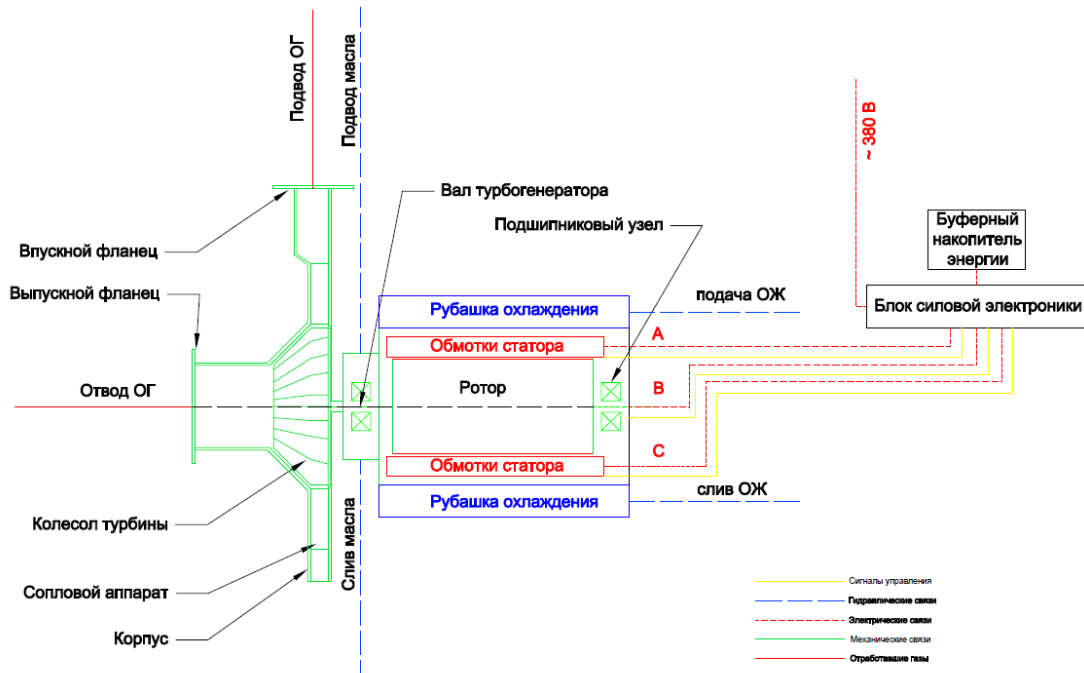 Подвод ОГ
Подвод масла
~ 380 В
Вал турбогенератора
Подшипниковый узел
Впускной фланец
Выпускной фланец
Буферный
накопитель
энергии
Блок силовой электроники
Рубашка охлаждения
подача ОЖ
Обмотки статора
А
Отвод ОГ
Ротор
В
Обмотки статора
С
Рубашка охлаждения
слив ОЖ
Колесол турбины
Слив масла
Сопловой аппарат
Корпус
Сигналы управления
Гидравлические связи
Электрические связи
Механические связи
Отработавшие газы